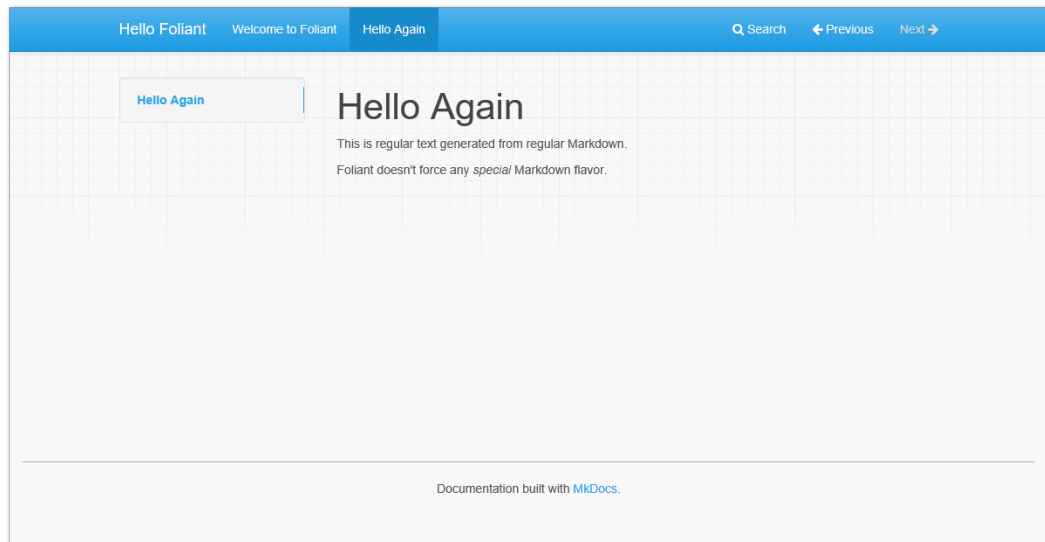 Hello Foliant Welcome to Foliant Hello Again Search Previous Next
Hello Again
Hello Again
This is regular text generated from regular Markdown.
Foliant doesn't force any special Markdown flavor.
Documentation built with MkDocs.